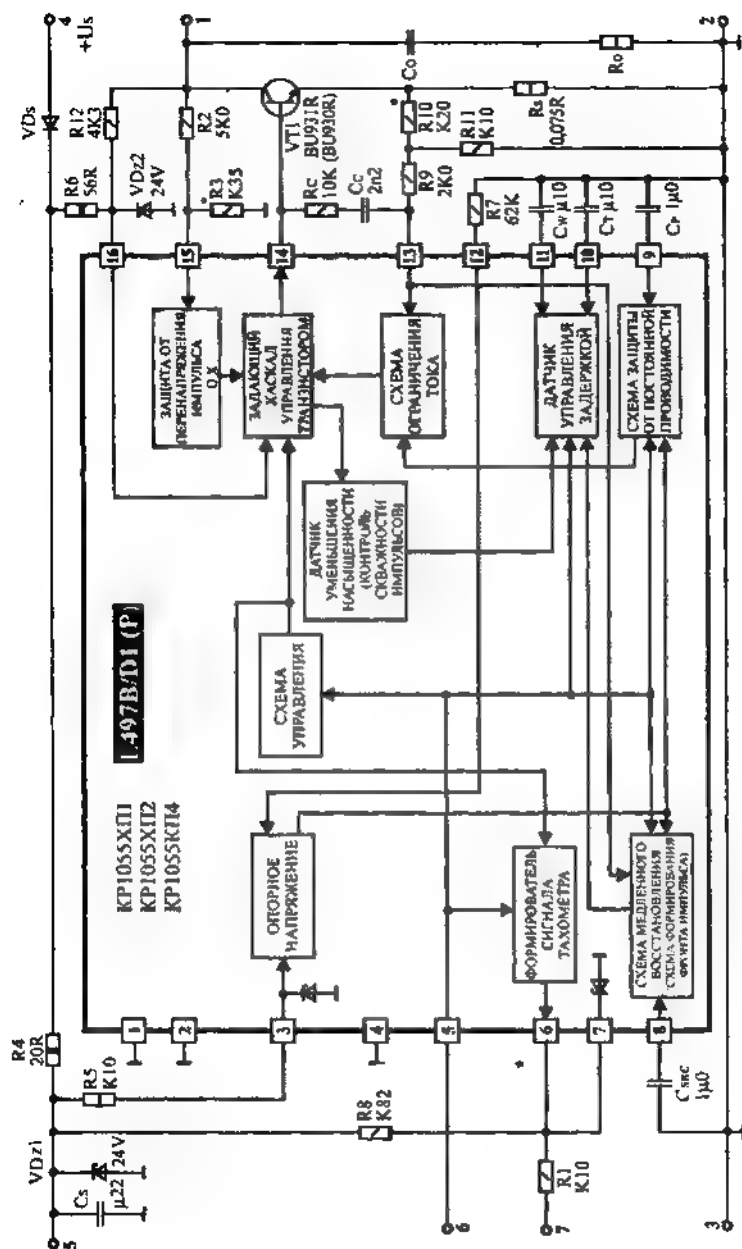 4
+Us
1
2
VDs
R12
4K3
R2
5K0
Co
Ro
R6
56R
VDz2
24V
*
R3
K35
VT1
BU931R
(BU930R)
Rc
10K
Cc
2n2
*
R10
K20
R11
K10
Rs
0,075R
R9
2K0
R7
62K
Cw μ10
Cт μ10
Cр 1μ0
16
15
14
13
12
11
10
9
ЗАЩИТА ОТ
ПЕРЕНАПРЯЖЕНИЯ
ИМПУЛЬСА
ЗАДАЮЩИЙ
КАСКАД
УПРАВЛЕНИЯ
ТРАНЗИСТОРОМ
СХЕМА
ОГРАНИЧЕНИЯ
ТОКА
ДАТЧИК
УПРАВЛЕНИЯ
ЗАДЕРЖКОЙ
СХЕМА ЗАЩИТЫ
ОТ ПОСТОЯННОЙ
ПРОВОДИМОСТИ
ДАТЧИК
УМЕНЬШЕНИЯ
НАСЫЩЕННОСТИ
(КОНТРОЛЬ
СКВАЖНОСТИ
ИМПУЛЬСОВ)
L497B/D1 (P)
СХЕМА
УПРАВЛЕНИЯ
КР1055ХП1
КР1055ХП2
КР1055КП4
ОПОРНОЕ
НАПРЯЖЕНИЕ
ФОРМИРОВАТЕЛЬ
СИГНАЛА
ТАХОМЕТРА
СХЕМА МЕДЛЕННОГО
ВОССТАНОВЛЕНИЯ
(СХЕМА ФОРМИРОВАНИЯ
ФРОНТА ИМПУЛЬСА)
1
2
3
4
5
6
7
8
*
R4
20R
R5
K10
R8
K82
Csrc
1μ0
VDz1
24V
Cs
μ22
R1
K10
5
6
7
3